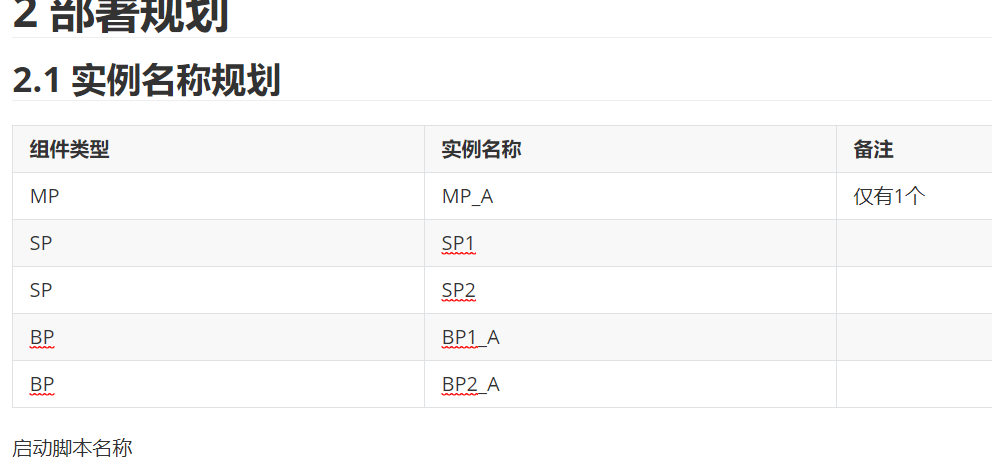 2 部署规划
2.1 实例名称规划
组件类型 实例名称 备注
MP MP_A 仅有1个
SP SP1
SP SP2
BP BP1_A
BP BP2_A
启动脚本名称